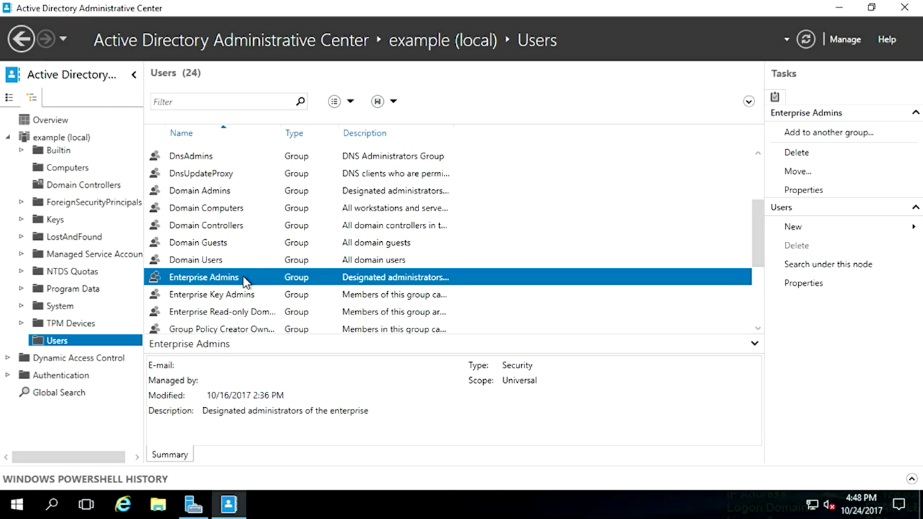 Active Directory Administrative Center
Active Directory Administrative Center • example (local) • Users
Manage
Help
Active Directory...
Overview
example (local)
Builtin
Computers
Domain Controllers
ForeignSecurityPrincipals
Keys
LostAndFound
Managed Service Accoun
NTDS Quotas
Program Data
System
TPM Devices
Users
Dynamic Access Control
Authentication
Global Search
Users (24)
Filter
Name Type Description
DnsAdmins Group DNS Administrators Group
DnsUpdateProxy Group DNS clients who are permi...
Domain Admins Group Designated administrators...
Domain Computers Group All workstations and serve...
Domain Controllers Group All domain controllers in t...
Domain Guests Group All domain guests
Domain Users Group All domain users
Enterprise Admins Group Designated administrators...
Enterprise Key Admins Group Members of this group ca...
Enterprise Read-only Dom... Group Members of this group ar...
Group Policy Creator Own... Group Members in this group ca...
Enterprise Admins
E-mail:
Managed by:
Modified: 10/16/2017 2:36 PM
Description: Designated administrators of the enterprise
Type: Security
Scope: Universal
Summary
Tasks
Enterprise Admins
Add to another group...
Delete
Move...
Properties
Users
New
Delete
Search under this node
Properties
WINDOWS POWERSHELL HISTORY
IP Address
Logon Domain
4:48 PM
10/24/2017